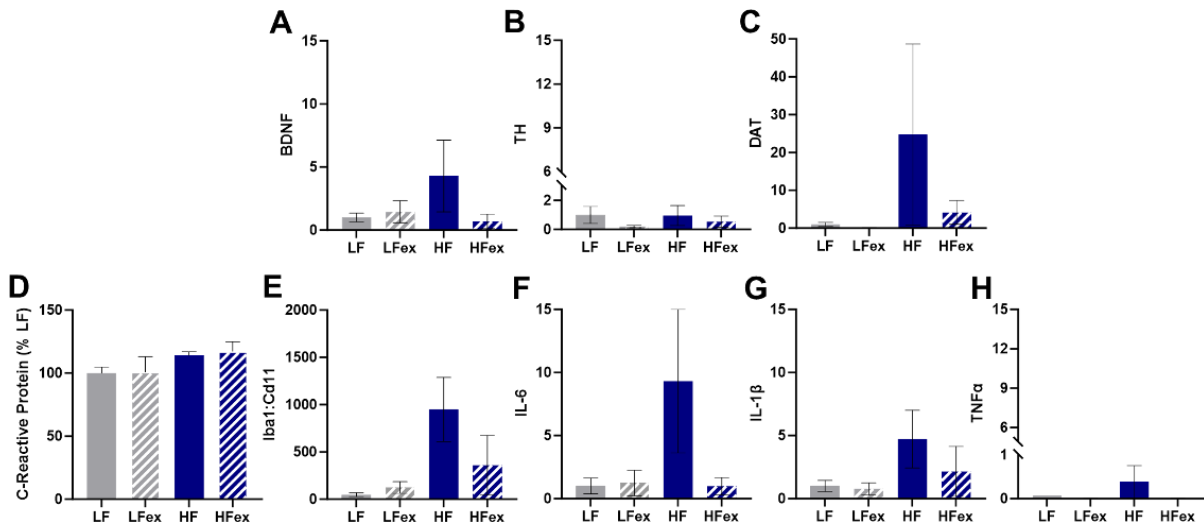 A
BDNF
15
10
5
0
LF LFex HF HFex
B
TH
15
12
9
6
2
0
LF LFex HF HFex
C
DAT
50
40
30
20
10
0
LF LFex HF HFex
D
C-Reactive Protein (% LF)
150
100
50
0
LF LFex HF HFex
E
Iba1:Cd11
2000
1500
1000
500
0
LF LFex HF HFex
F
IL-6
15
10
5
0
LF LFex HF HFex
G
IL-1β
15
10
5
0
LF LFex HF HFex
H
TNFα
15
12
9
6
1
0
LF LFex HF HFex